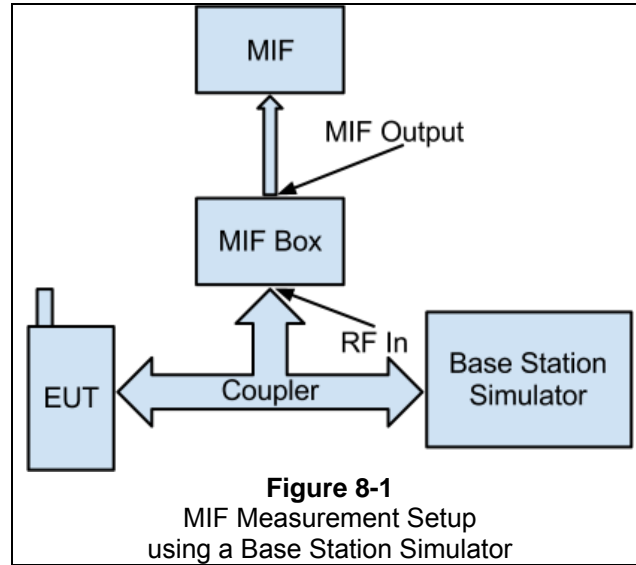 MIF
MIF Output
MIF Box
RF In
EUT
Coupler
Base Station
Simulator
Figure 8-1
MIF Measurement Setup
using a Base Station Simulator